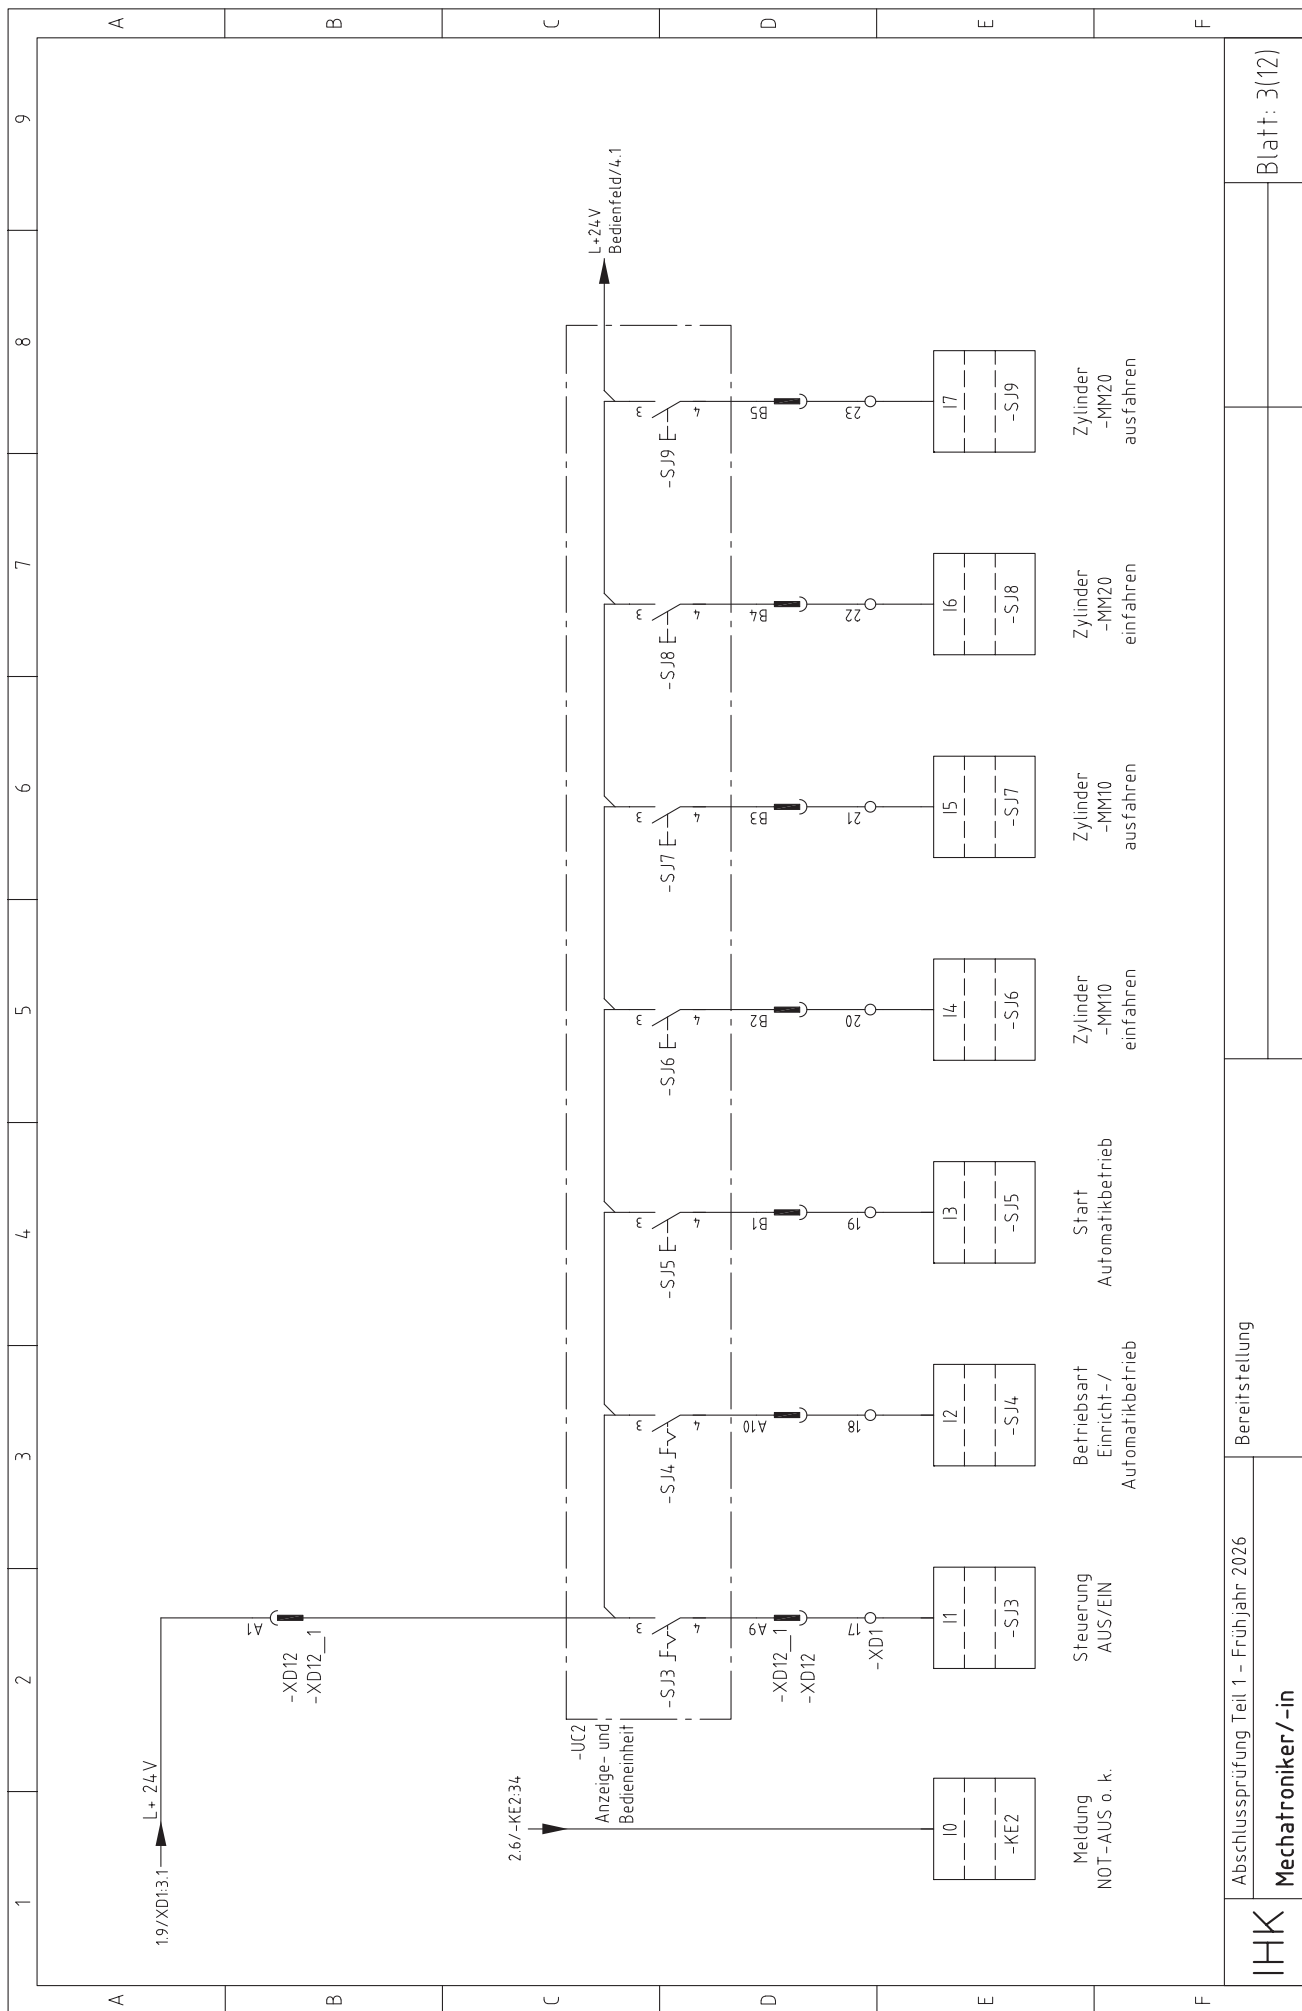 1 2 3 4 5 6 7 8 9
A A
B B
C C
D D
E E
F F
1.9/XD1:3.1
L+ 24V
A1
-XD12
-XD12__1
2.6/-KE2:34
-UC2
Anzeige- und
Bedieneinheit
L+24V
Bedienfeld/4.1
3 3 3 3 3 3 3
-SJ3 -SJ4 -SJ5 -SJ6 -SJ7 -SJ8 -SJ9
4 4 4 4 4 4 4
A9 A10 B1 B2 B3 B4 B5
-XD12__1
-XD12
17 18 19 20 21 22 23
-XD1
I0 I1 I2 I3 I4 I5 I6 I7
-KE2 -SJ3 -SJ4 -SJ5 -SJ6 -SJ7 -SJ8 -SJ9
Meldung
NOT-AUS o. k.
Steuerung
AUS/EIN
Betriebsart
Einricht-/
Automatikbetrieb
Start
Automatikbetrieb
Zylinder
-MM10
einfahren
Zylinder
-MM10
ausfahren
Zylinder
-MM20
einfahren
Zylinder
-MM20
ausfahren
IHK
Abschlussprüfung Teil 1 – Frühjahr 2026
Mechatroniker/-in
Bereitstellung
Blatt: 3(12)